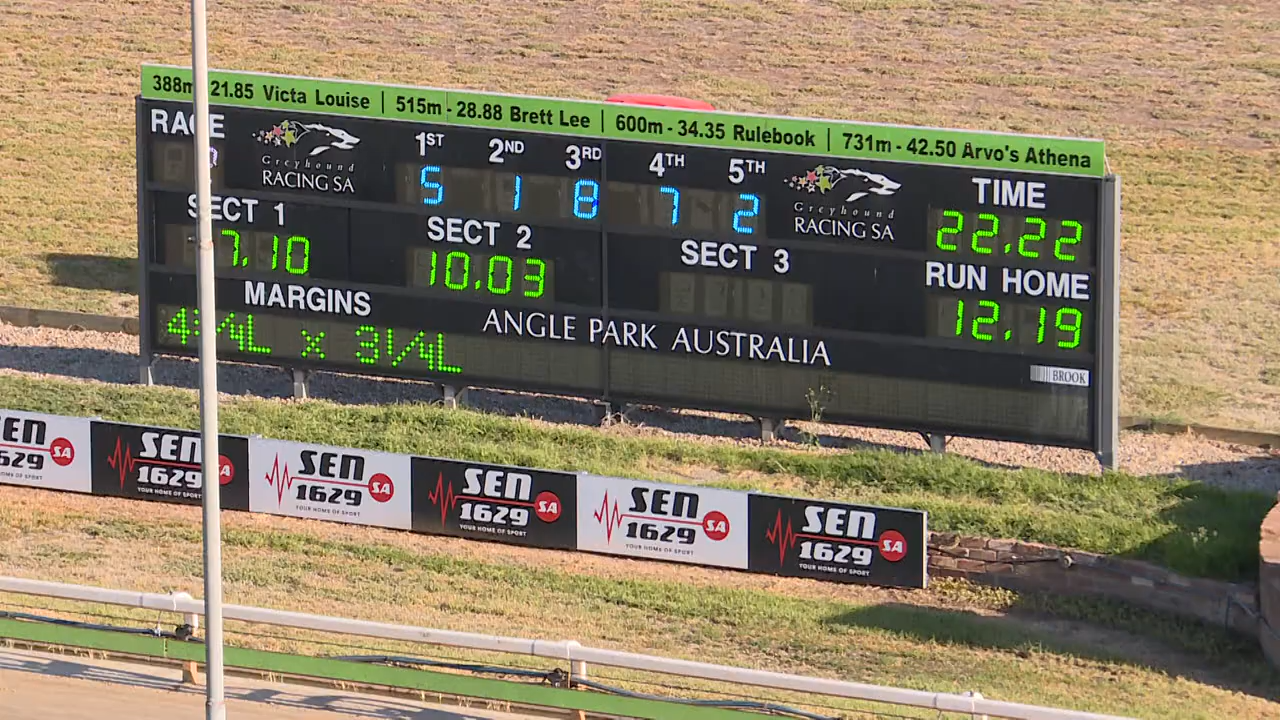 388m - 21.85 Victa Louise | 515m - 28.88 Brett Lee | 600m - 34.35 Rulebook | 731m - 42.50 Arvo's Athena
RACE
Greyhound
RACING SA
1ST 2ND 3RD 4TH 5TH
5 1 8 7 2
Greyhound
RACING SA
TIME
22.22
SECT 1
7.10
SECT 2
10.03
SECT 3
RUN HOME
12.19
MARGINS
x 3 1/4L
ANGLE PARK AUSTRALIA
BROOK
SEN
1629
SA
SEN
1629
SA
YOUR HOME OF SPORT
SEN
1629
SA
YOUR HOME OF SPORT
SEN
1629
SA
YOUR HOME OF SPORT
SEN
1629
SA
YOUR HOME OF SPORT
SEN
1629
SA
YOUR HOME OF SPORT